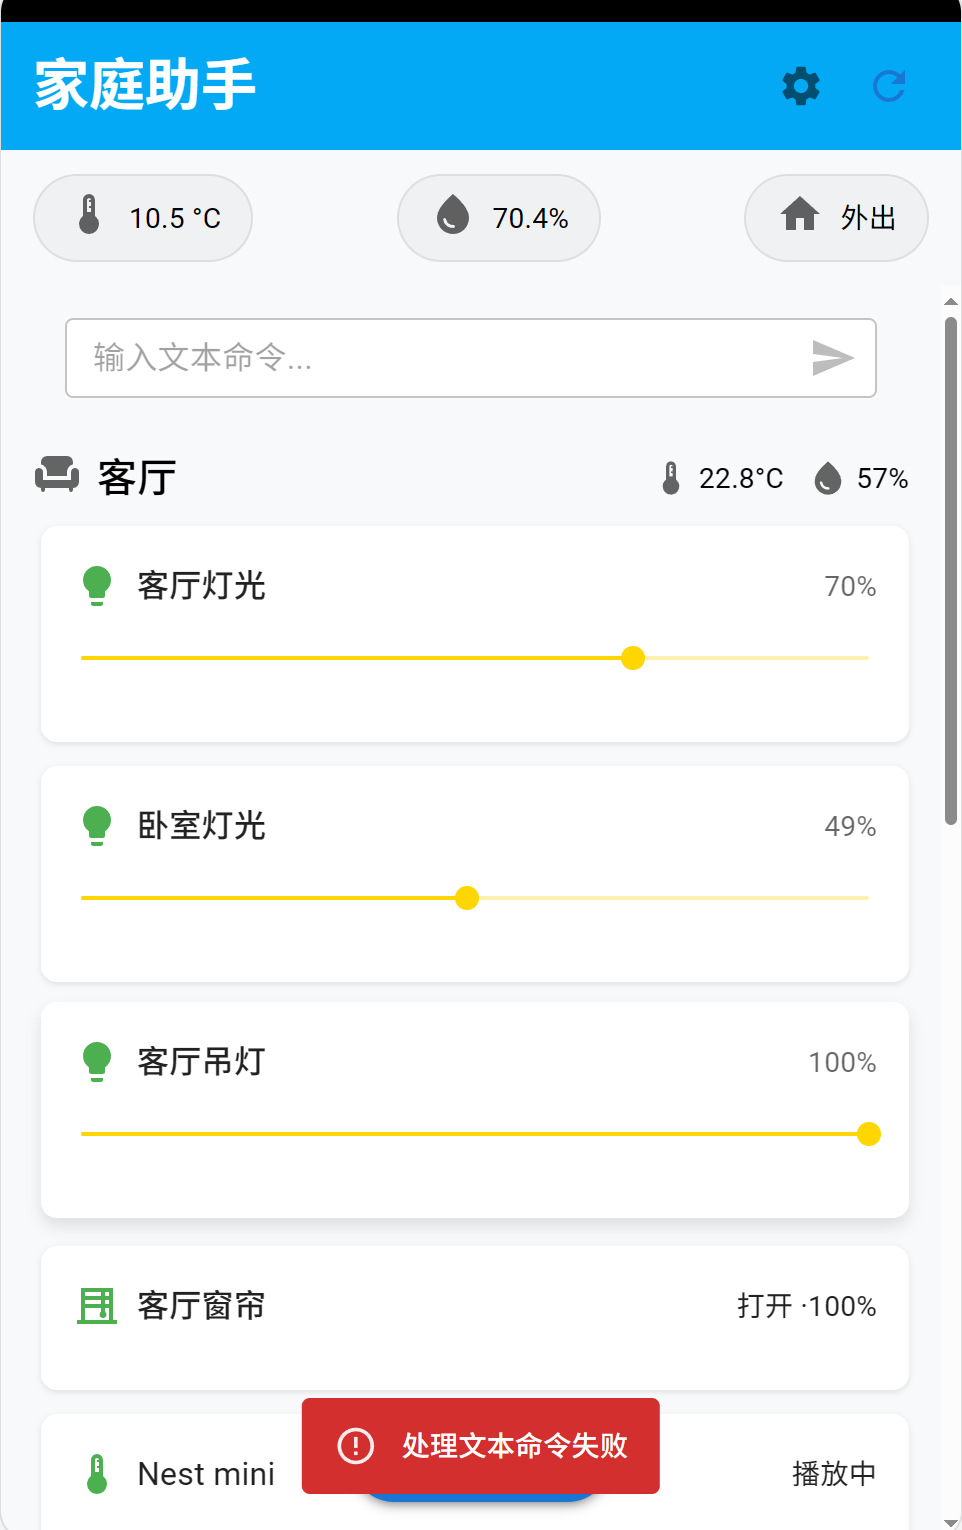 家庭助手
10.5 °C
70.4%
外出
输入文本命令...
客厅
22.8°C
57%
客厅灯光
70%
卧室灯光
49%
客厅吊灯
100%
客厅窗帘
打开 ·100%
Nest mini
播放中
处理文本命令失败